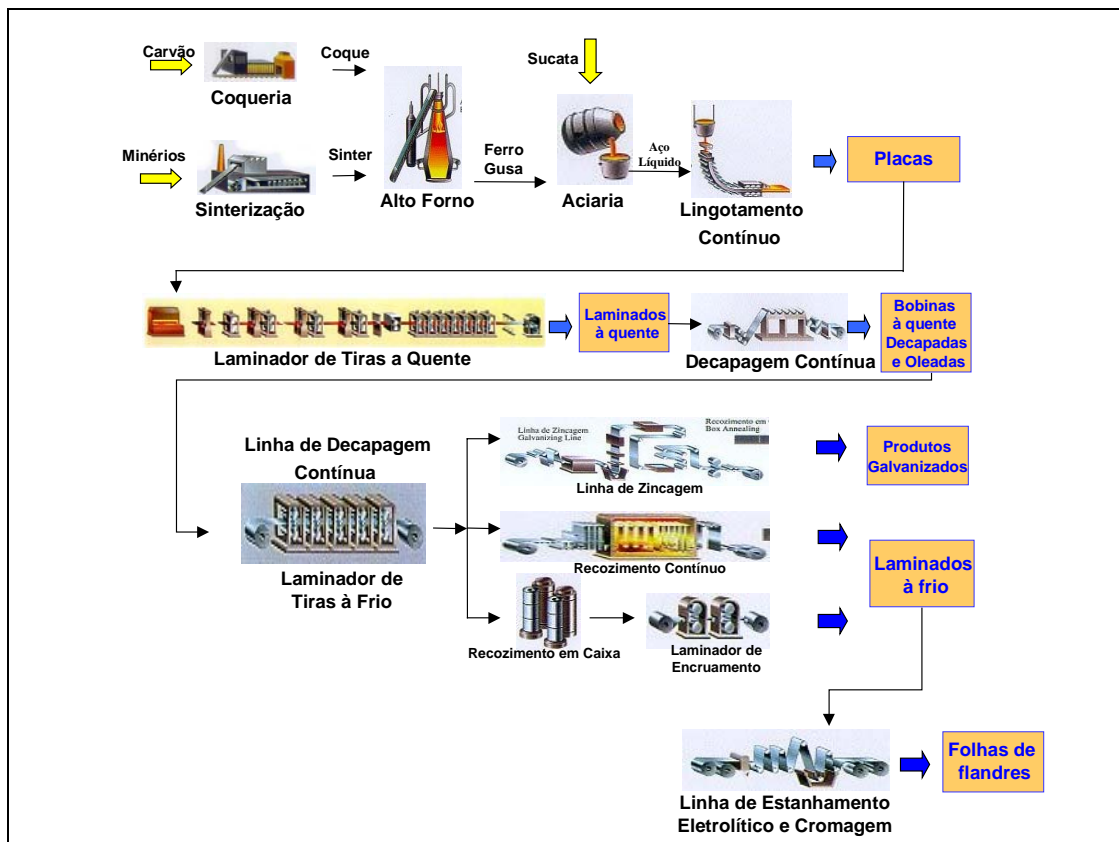 Carvão
Coque
Coqueria
Sucata
Minérios
Sinter
Sinterização
Alto Forno
Ferro
Gusa
Aciaria
Aço
Líquido
Lingotamento
Contínuo
Placas
Laminador de Tiras a Quente
Laminados
à quente
Decapagem Contínua
Bobinas
à quente
Decapadas
e Oleadas
Linha de Decapagem
Contínua
Laminador de
Tiras à Frio
Linha de Zincagem
Galvanizing Line
Recozimento em
Box Annealing
Linha de Zincagem
Produtos
Galvanizados
Recozimento Contínuo
Laminados
à frio
Recozimento em Caixa
Laminador de
Encruamento
Linha de Estanhamento
Eletrolítico e Cromagem
Folhas de
flandres